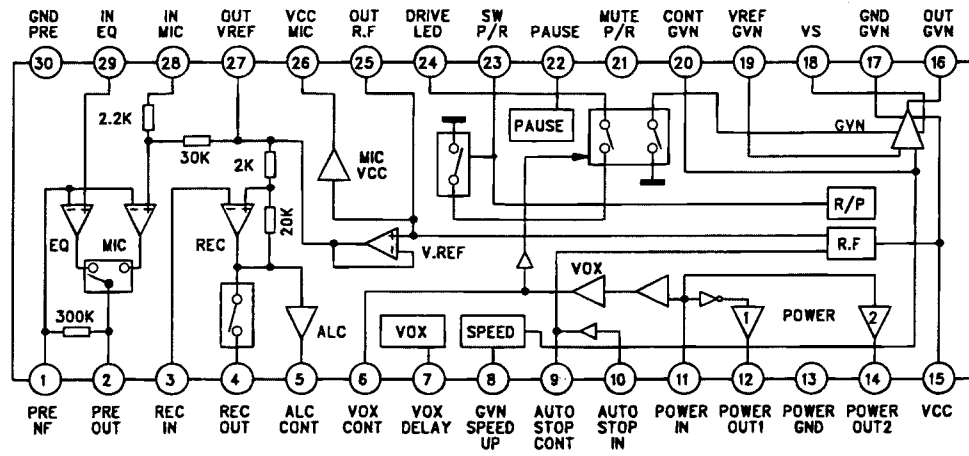 GND PRE
IN EQ
IN MIC
OUT VREF
VCC MIC
OUT R.F
DRIVE LED
SW P/R
PAUSE
MUTE P/R
CONT GVN
VREF GVN
VS
GND GVN
OUT GVN
30 29 28 27 26 25 24 23 22 21 20 19 18 17 16
2.2K
30K
2K
20K
MIC VCC
PAUSE
GVN
- + - + - +
EQ
MIC
REC
+
-
V.REF
R/P
R.F
VOX
300K
ALC
VOX
SPEED
1
POWER
2
1 2 3 4 5 6 7 8 9 10 11 12 13 14 15
PRE NF
PRE OUT
REC IN
REC OUT
ALC CONT
VOX CONT
VOX DELAY
GVN SPEED UP
AUTO STOP CONT
AUTO STOP IN
POWER IN
POWER OUT1
POWER GND
POWER OUT2
VCC